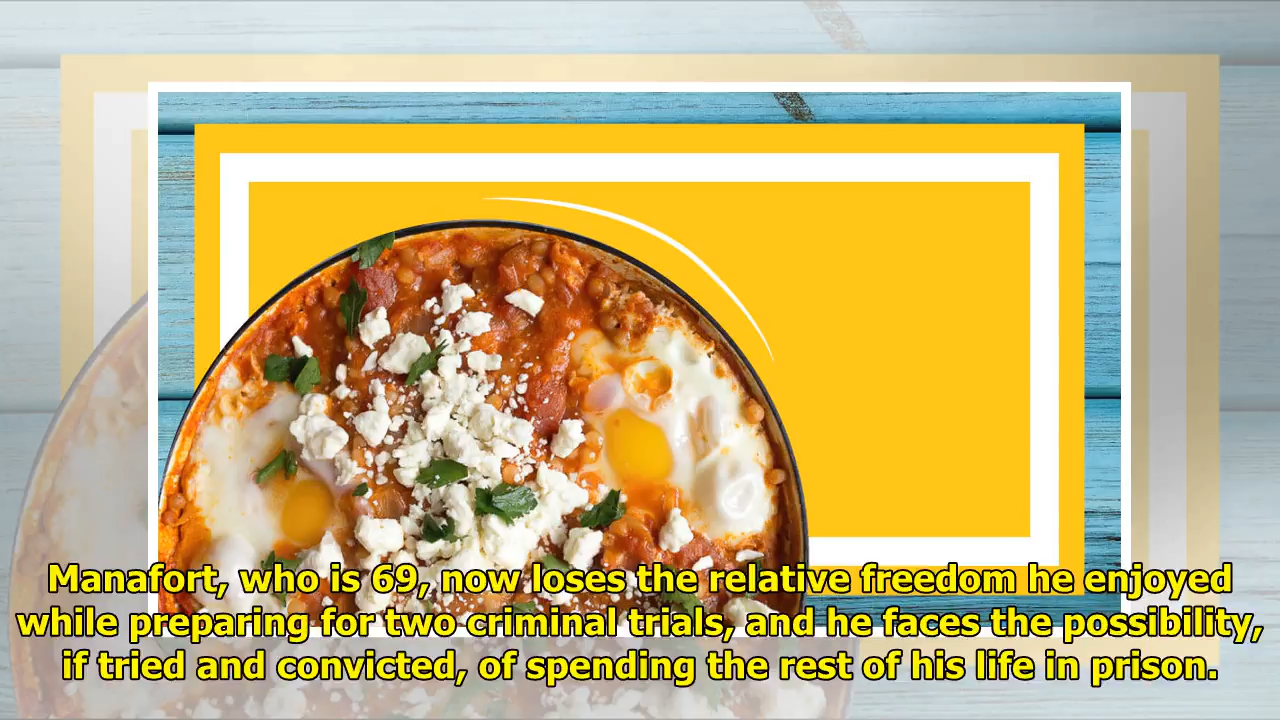 Manafort, who is 69, now loses the relative freedom he enjoyed
while preparing for two criminal trials, and he faces the possibility,
if tried and convicted, of spending the rest of his life in prison.